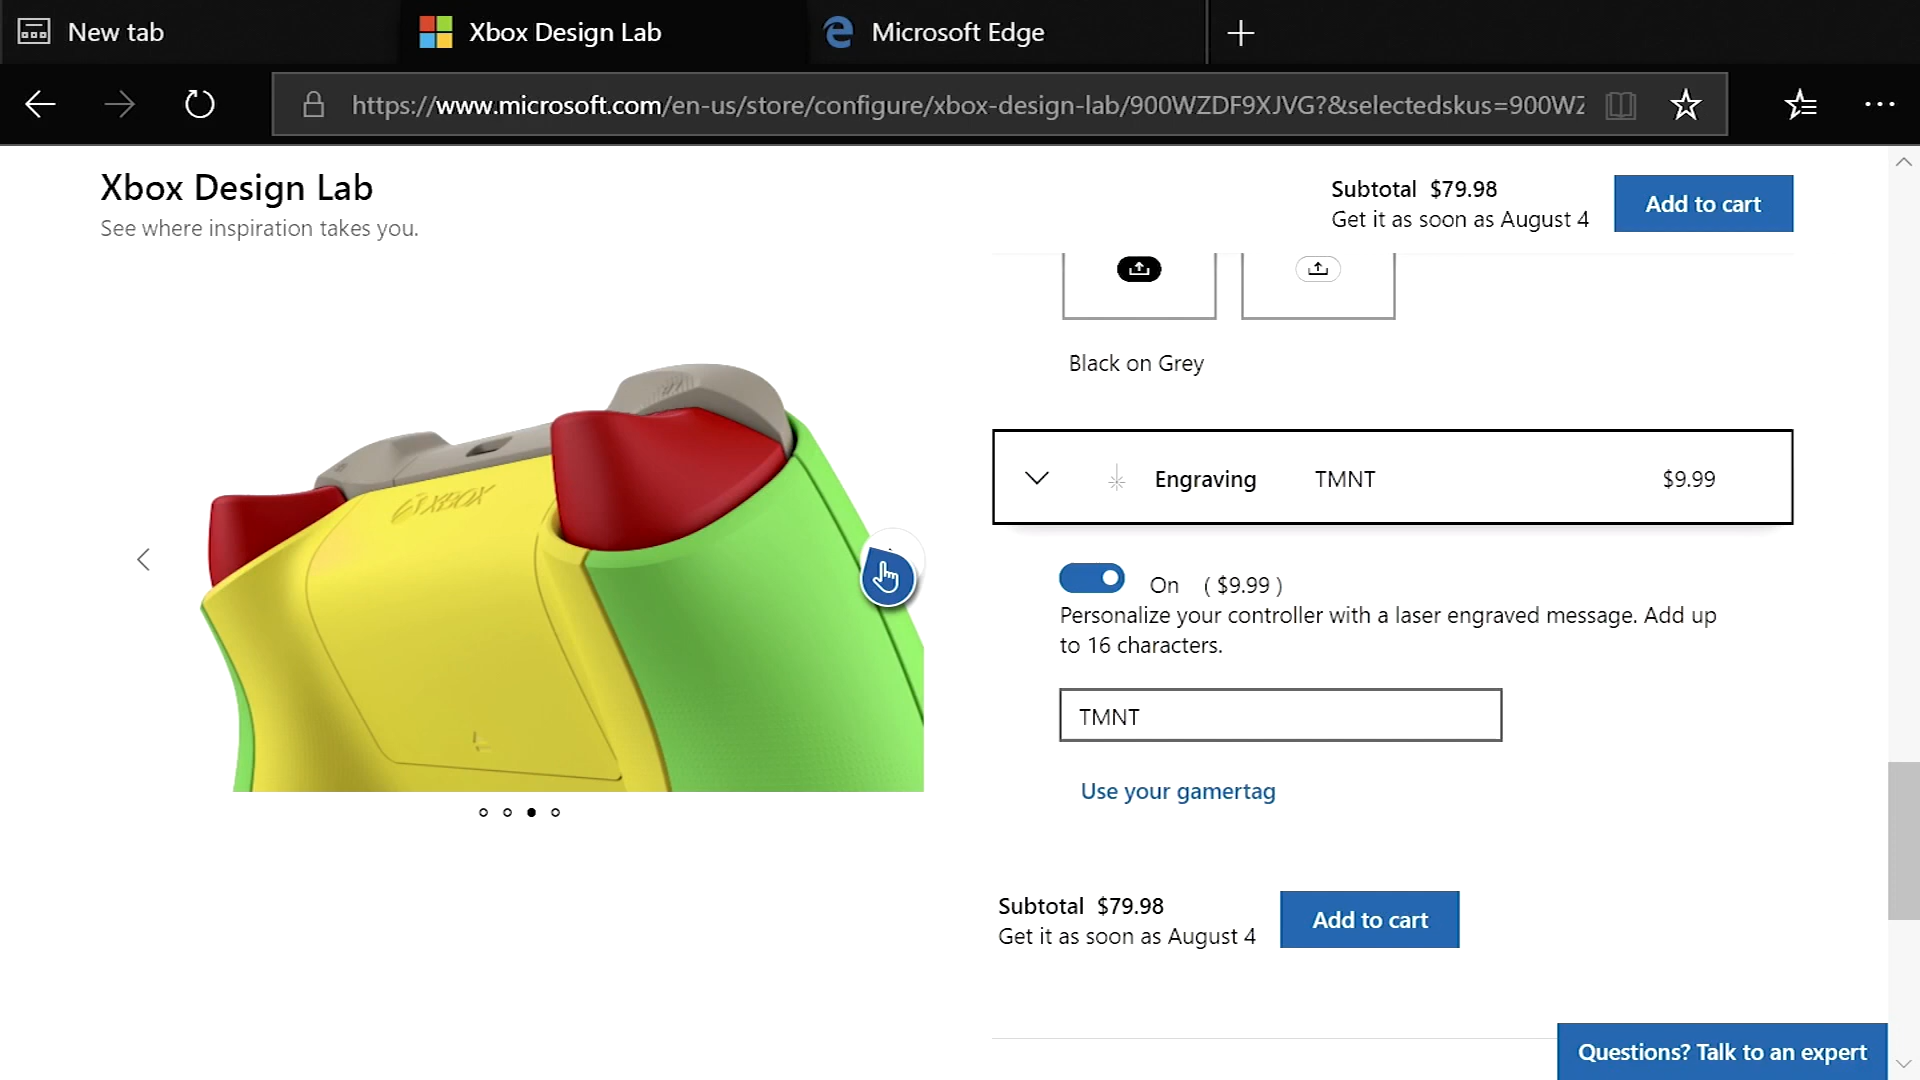 New tab
Xbox Design Lab
Microsoft Edge
https://www.microsoft.com/en-us/store/configure/xbox-design-lab/900WZDF9XJVG?&selectedskus=900WZ
Xbox Design Lab
See where inspiration takes you.
Subtotal $79.98
Get it as soon as August 4
Add to cart
Black on Grey
Engraving TMNT $9.99
On ( $9.99 )
Personalize your controller with a laser engraved message. Add up
to 16 characters.
TMNT
Use your gamertag
XBOX
Subtotal $79.98
Get it as soon as August 4
Add to cart
Questions? Talk to an expert